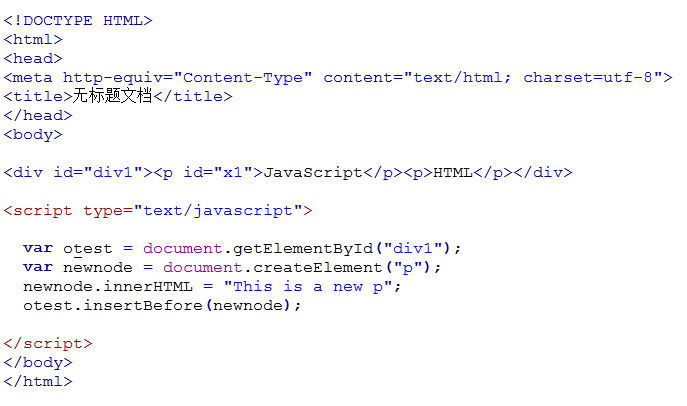 <!DOCTYPE HTML>
<html>
<head>
<meta http-equiv="Content-Type" content="text/html; charset=utf-8">
<title>无标题文档</title>
</head>
<body>
<div id="div1"><p id="x1">JavaScript</p><p>HTML</p></div>
<script type="text/javascript">
var otest = document.getElementById("div1");
var newnode = document.createElement("p");
newnode.innerHTML = "This is a new p";
otest.insertBefore(newnode);
</script>
</body>
</html>